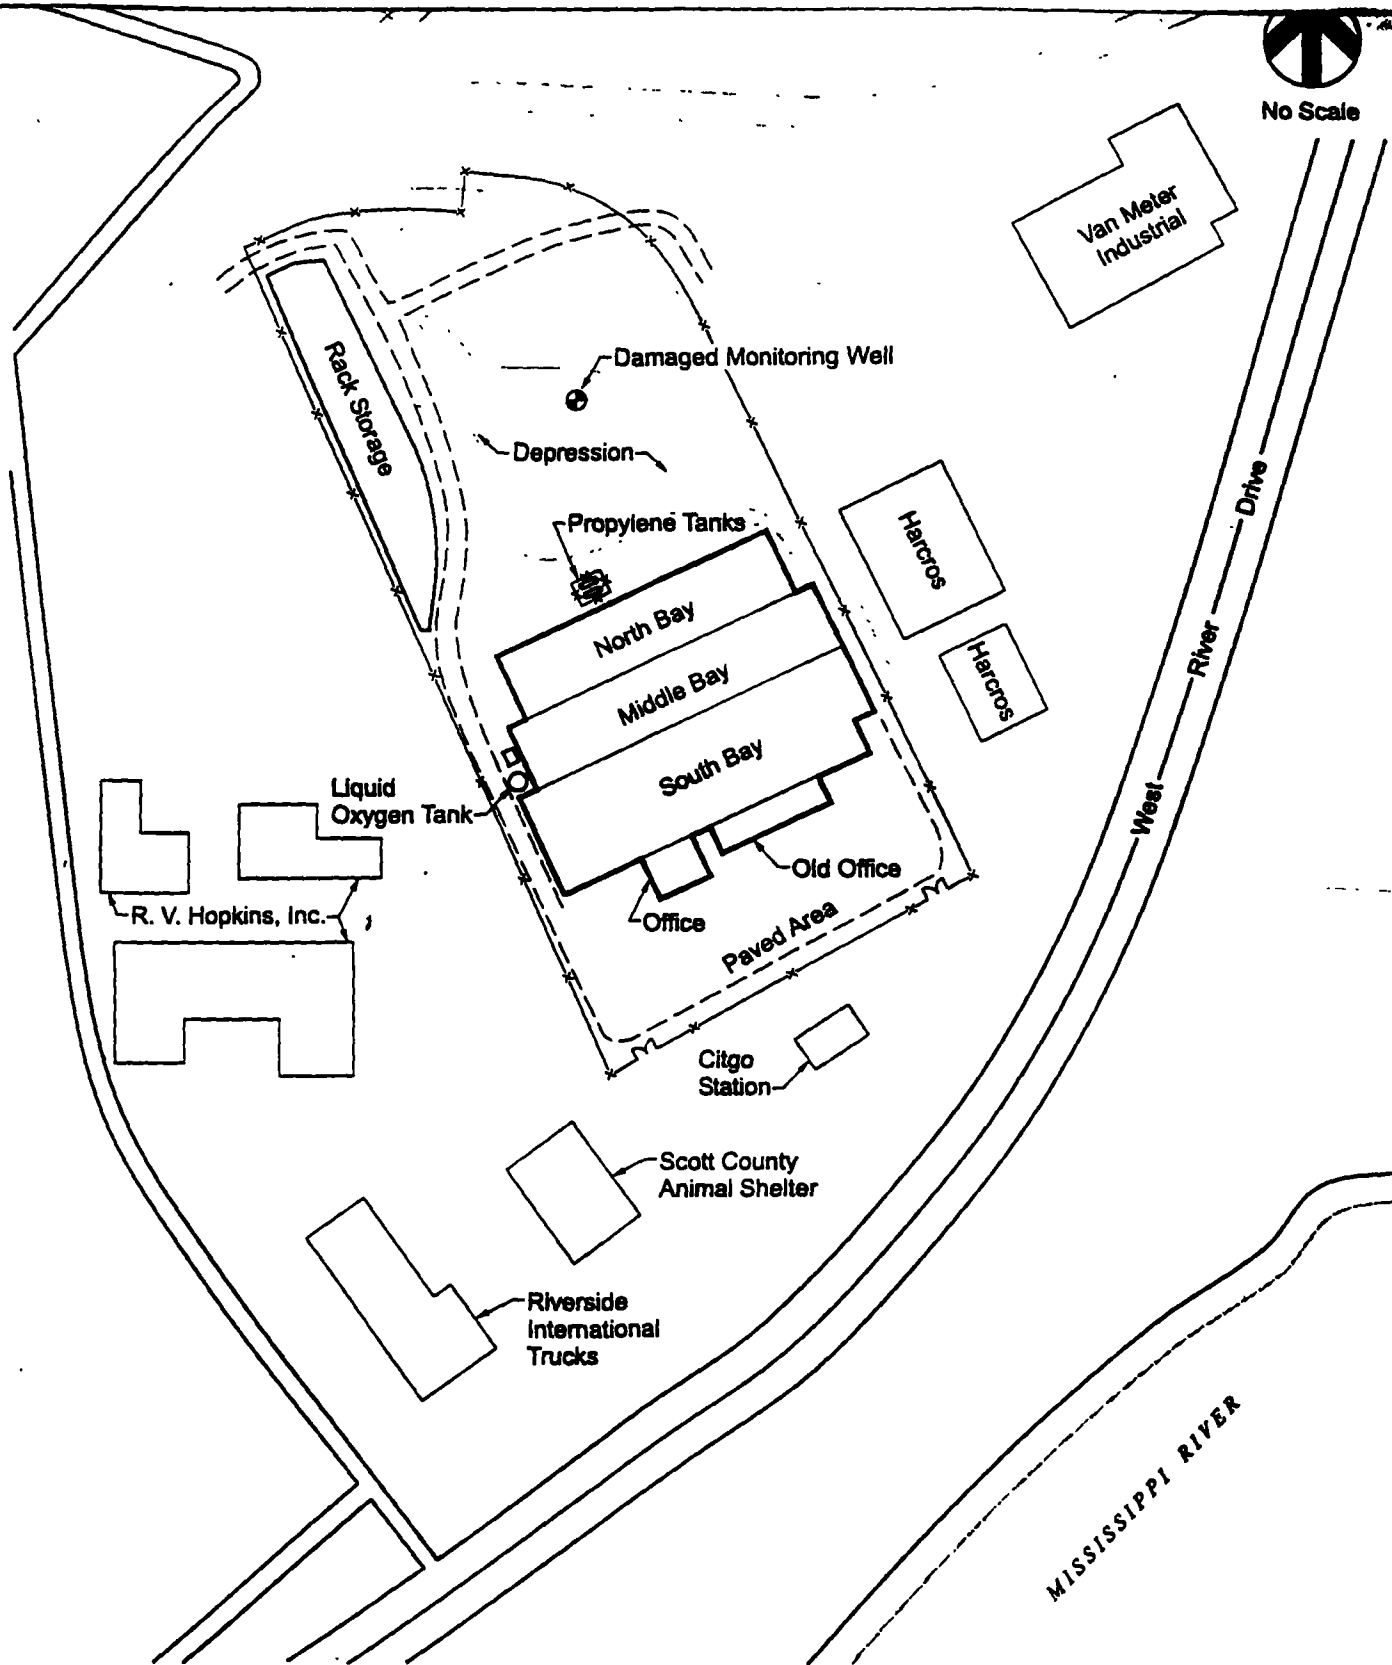 No Scale
Van Meter
Industrial
Damaged Monitoring Well
Rack Storage
Depression
Drive
Propylene Tanks
Harcros
North Bay
River
Harcros
Middle Bay
South Bay
West
Liquid
Oxygen Tank
Old Office
R. V. Hopkins, Inc.
Office
Paved Area
Citgo
Station
Scott County
Animal Shelter
Riverside
International
Trucks
MISSISSIPPI RIVER